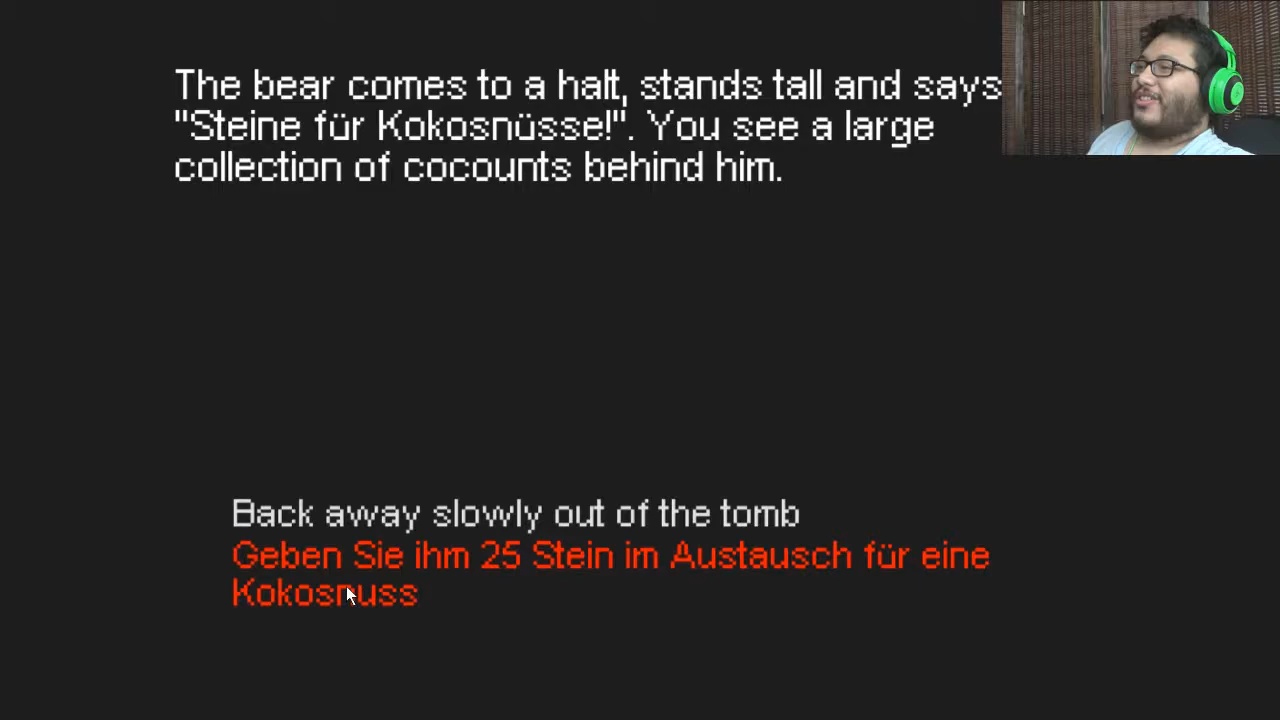 The bear comes to a halt, stands tall and says
"Steine für Kokosnüsse!". You see a large
collection of cocounts behind him.
Back away slowly out of the tomb
Geben Sie ihm 25 Stein im Austausch für eine
Kokosnuss